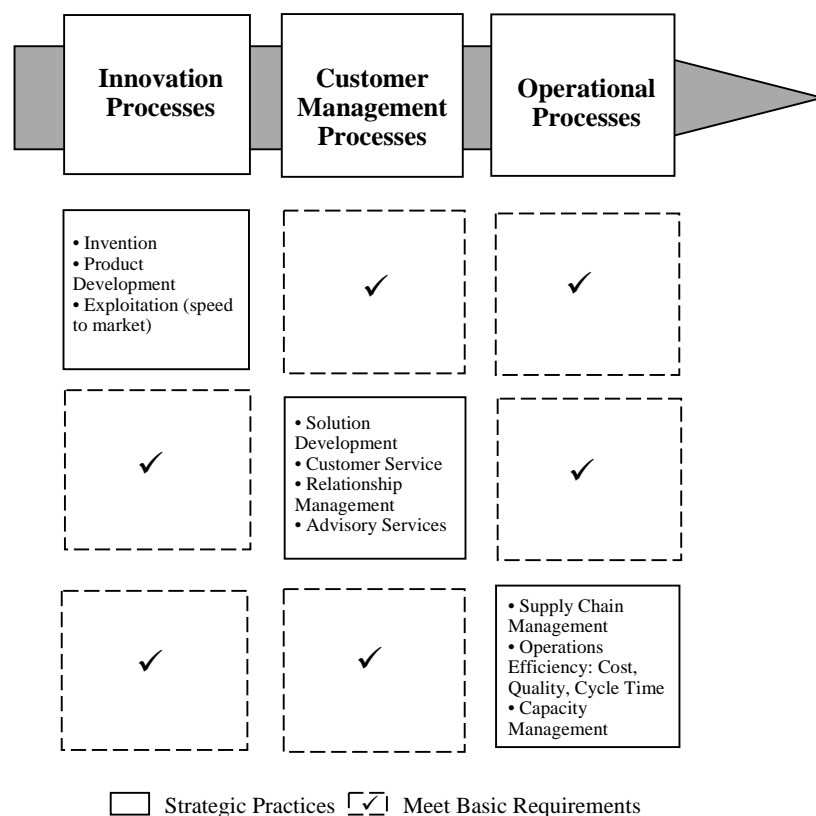 Innovation
Processes
Customer
Management
Processes
Operational
Processes
• Invention
• Product
Development
• Exploitation (speed
to market)
✓
✓
✓
• Solution
Development
• Customer Service
• Relationship
Management
• Advisory Services
✓
✓
✓
• Supply Chain
Management
• Operations
Efficiency: Cost,
Quality, Cycle Time
• Capacity
Management
Strategic Practices ✓ Meet Basic Requirements